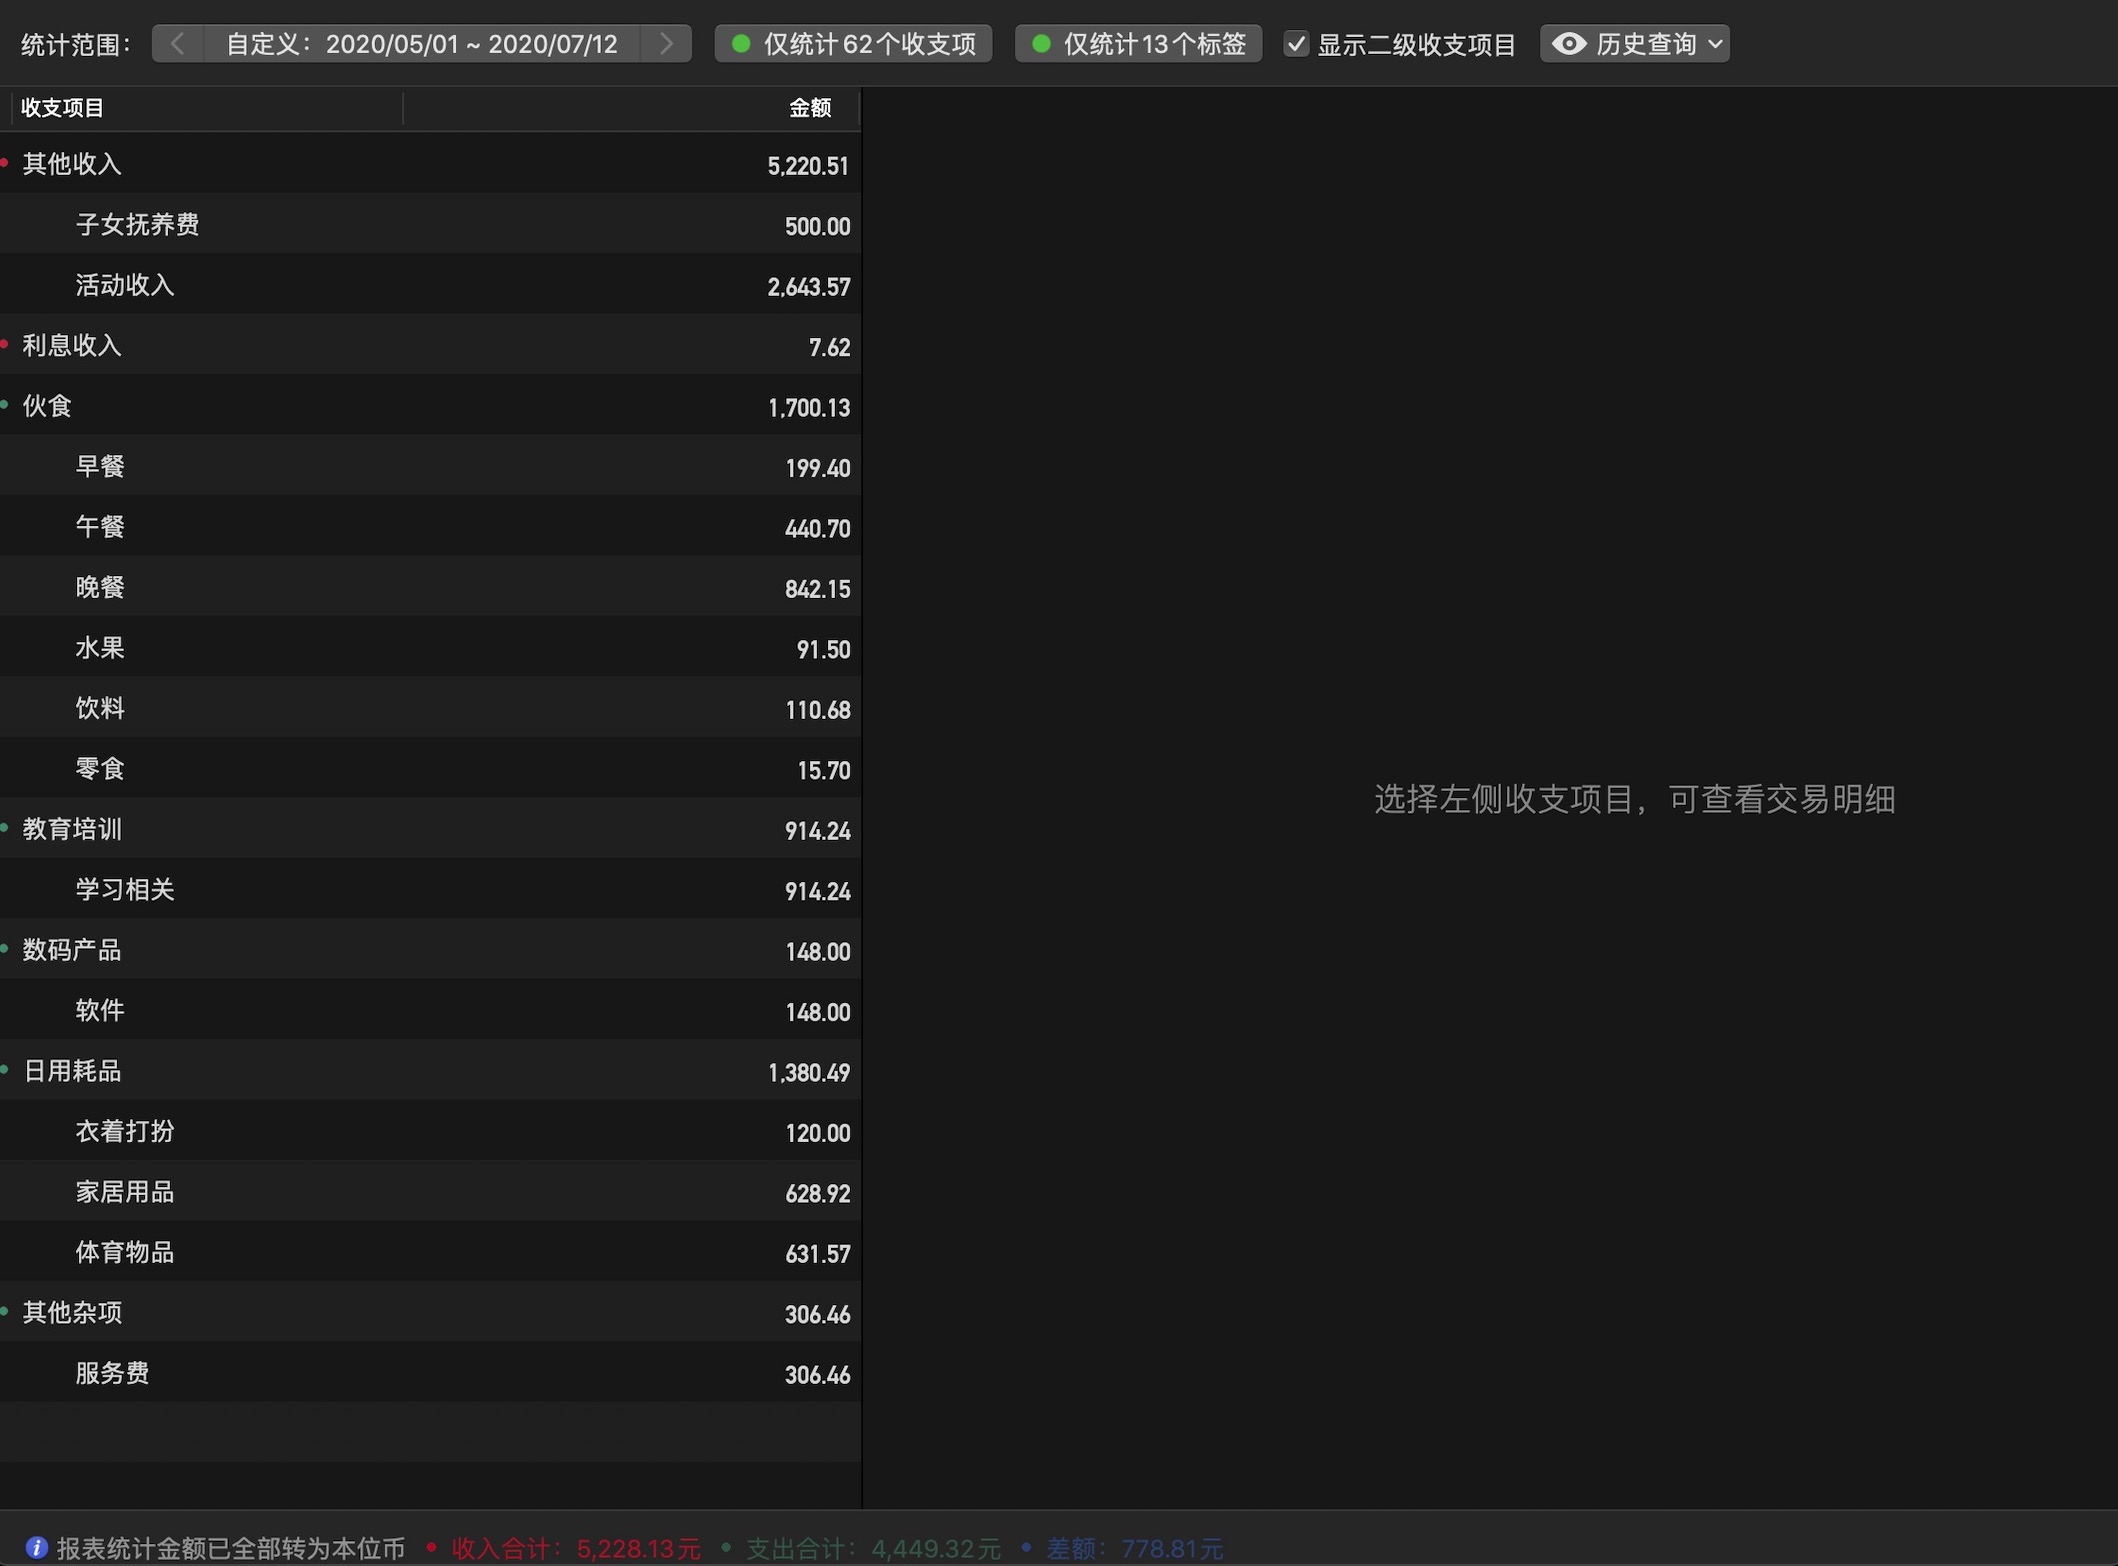 统计范围： 自定义：2020/05/01 ~ 2020/07/12 仅统计62个收支项 仅统计13个标签 显示二级收支项目 历史查询
收支项目 金额
其他收入 5,220.51
子女抚养费 500.00
活动收入 2,643.57
利息收入 7.62
伙食 1,700.13
早餐 199.40
午餐 440.70
晚餐 842.15
水果 91.50
饮料 110.68
零食 15.70
教育培训 914.24
学习相关 914.24
数码产品 148.00
软件 148.00
日用耗品 1,380.49
衣着打扮 120.00
家居用品 628.92
体育物品 631.57
其他杂项 306.46
服务费 306.46
选择左侧收支项目，可查看交易明细
报表统计金额已全部转为本位币 • 收入合计：5,228.13元 • 支出合计：4,449.32元 • 差额：778.81元